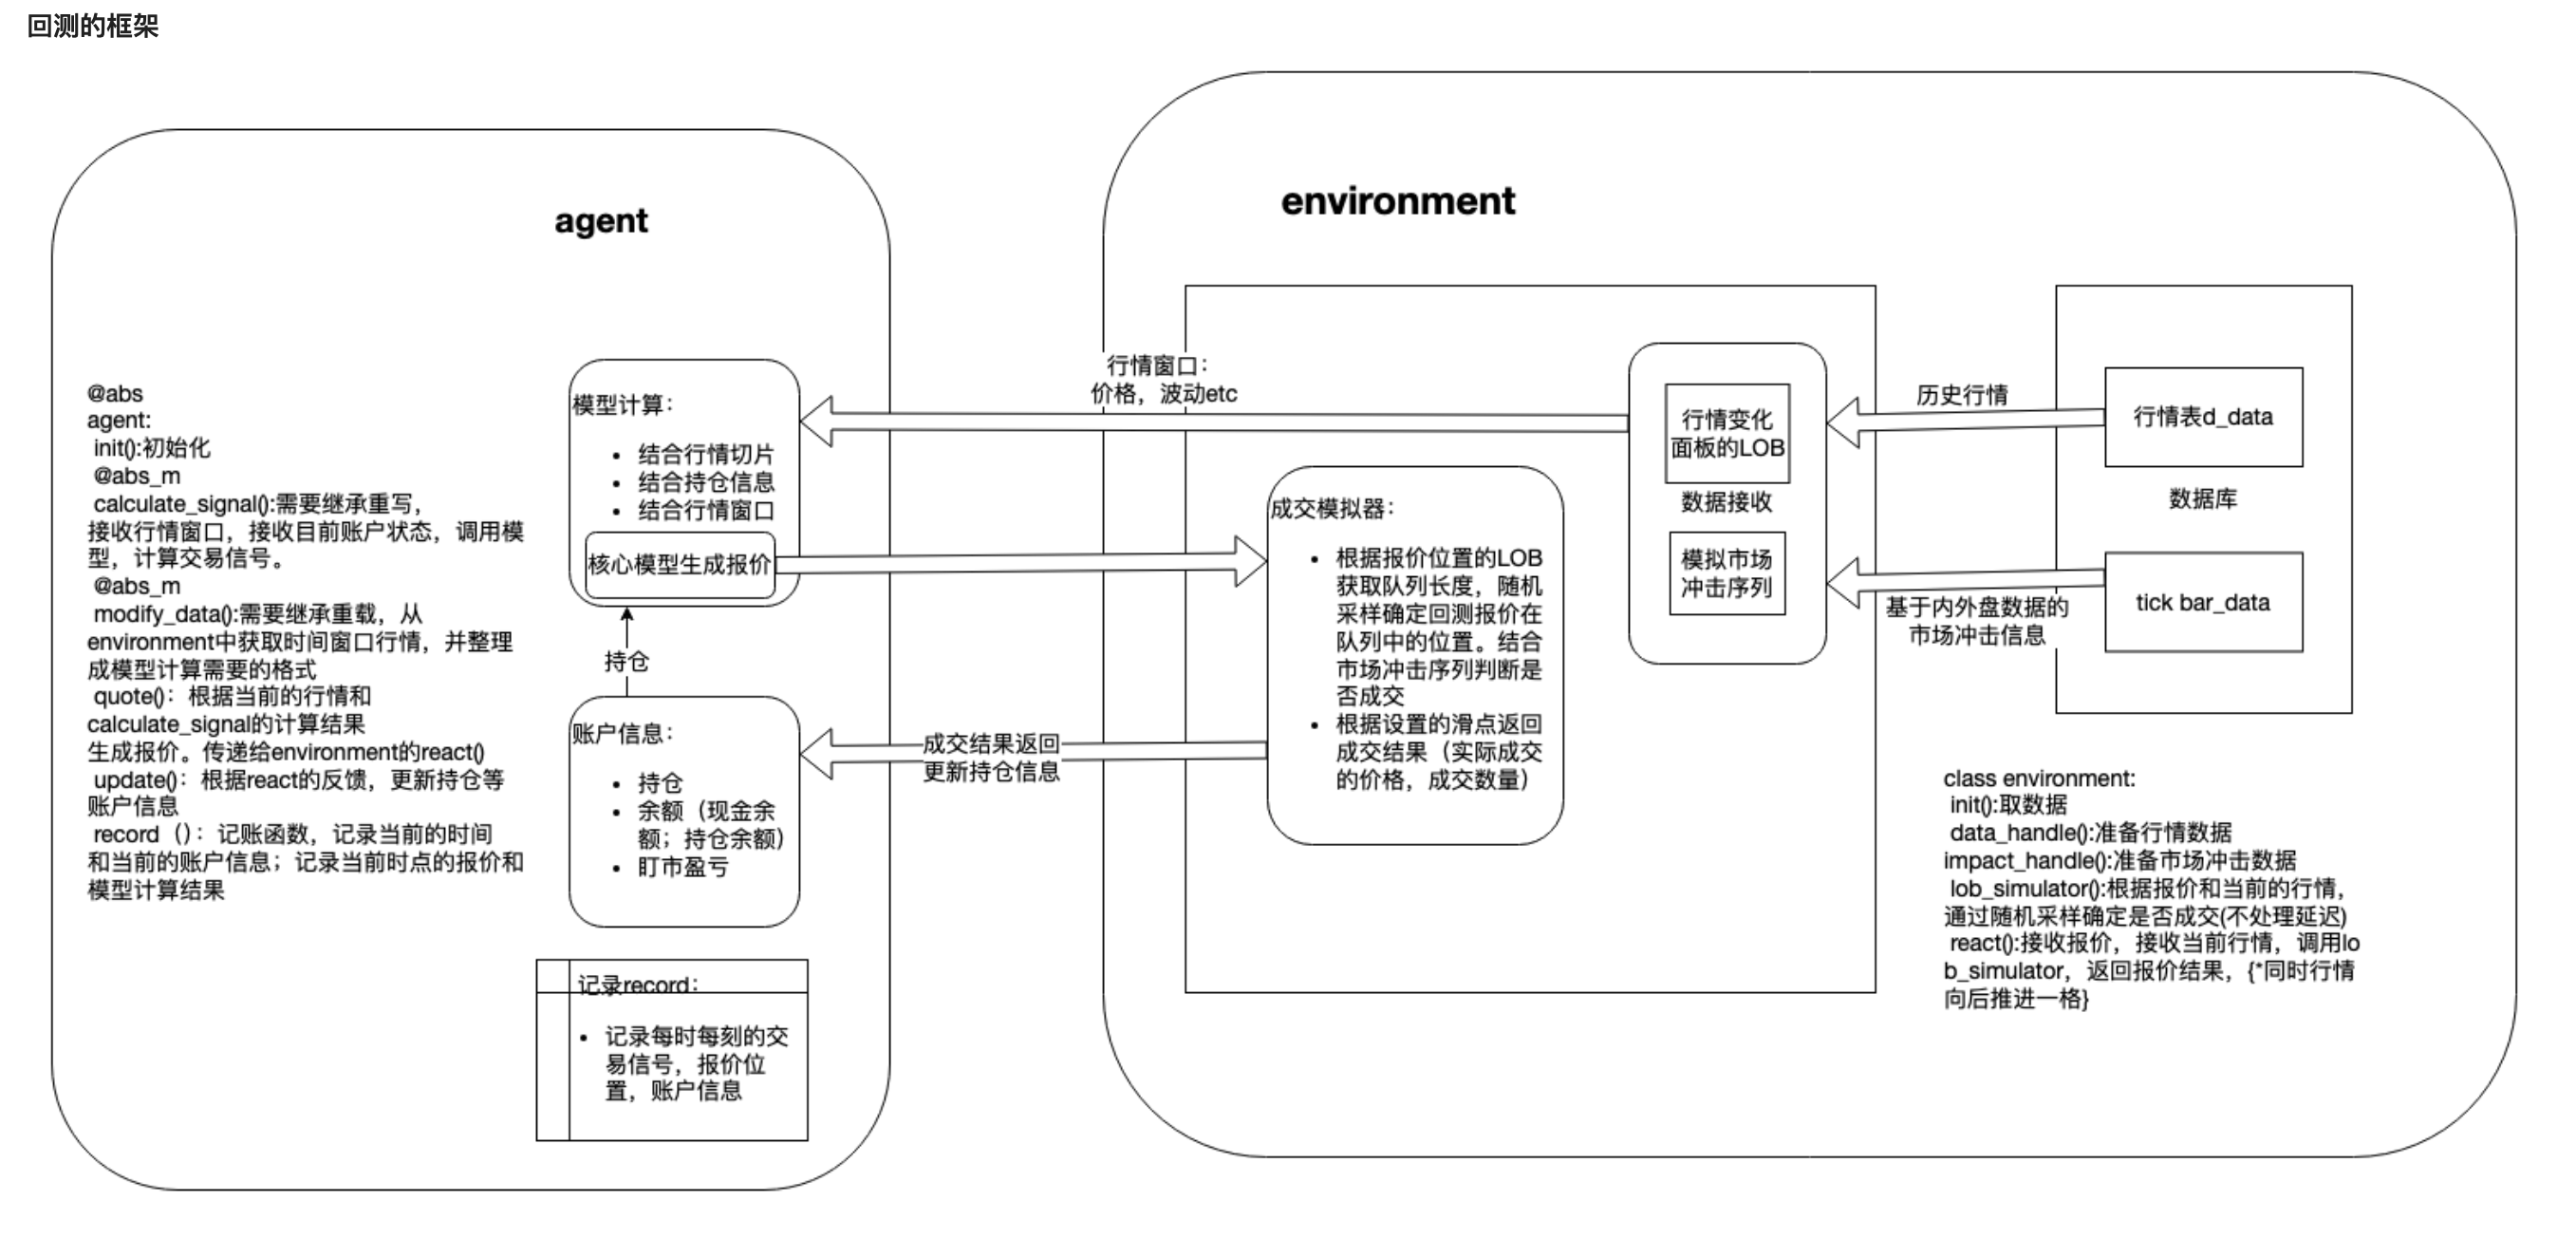 回测的框架
agent
@abs
agent:
init():初始化
@abs_m
calculate_signal():需要继承重写，
接收行情窗口，接收目前账户状态，调用模
型，计算交易信号。
@abs_m
modify_data():需要继承重载，从
environment中获取时间窗口行情，并整理
成模型计算需要的格式
quote()：根据当前的行情和
calculate_signal的计算结果
生成报价。传递给environment的react()
update()：根据react的反馈，更新持仓等
账户信息
record（)：记账函数，记录当前的时间
和当前的账户信息；记录当前时点的报价和
模型计算结果
模型计算：
• 结合行情切片
• 结合持仓信息
• 结合行情窗口
核心模型生成报价
持仓
账户信息：
• 持仓
• 余额（现金余
额；持仓余额）
• 盯市盈亏
记录record：
• 记录每时每刻的交
易信号，报价位
置，账户信息
行情窗口：
价格，波动etc
成交结果返回
更新持仓信息
environment
成交模拟器：
• 根据报价位置的LOB
获取队列长度，随机
采样确定回测报价在
队列中的位置。结合
市场冲击序列判断是
否成交
• 根据设置的滑点返回
成交结果（实际成交
的价格，成交数量）
行情变化
面板的LOB
数据接收
模拟市场
冲击序列
历史行情
基于内外盘数据的
市场冲击信息
行情表d_data
数据库
tick bar_data
class environment:
init():取数据
data_handle():准备行情数据
impact_handle():准备市场冲击数据
lob_simulator():根据报价和当前的行情，
通过随机采样确定是否成交(不处理延迟)
react():接收报价，接收当前行情，调用lo
b_simulator，返回报价结果，{*同时行情
向后推进一格}